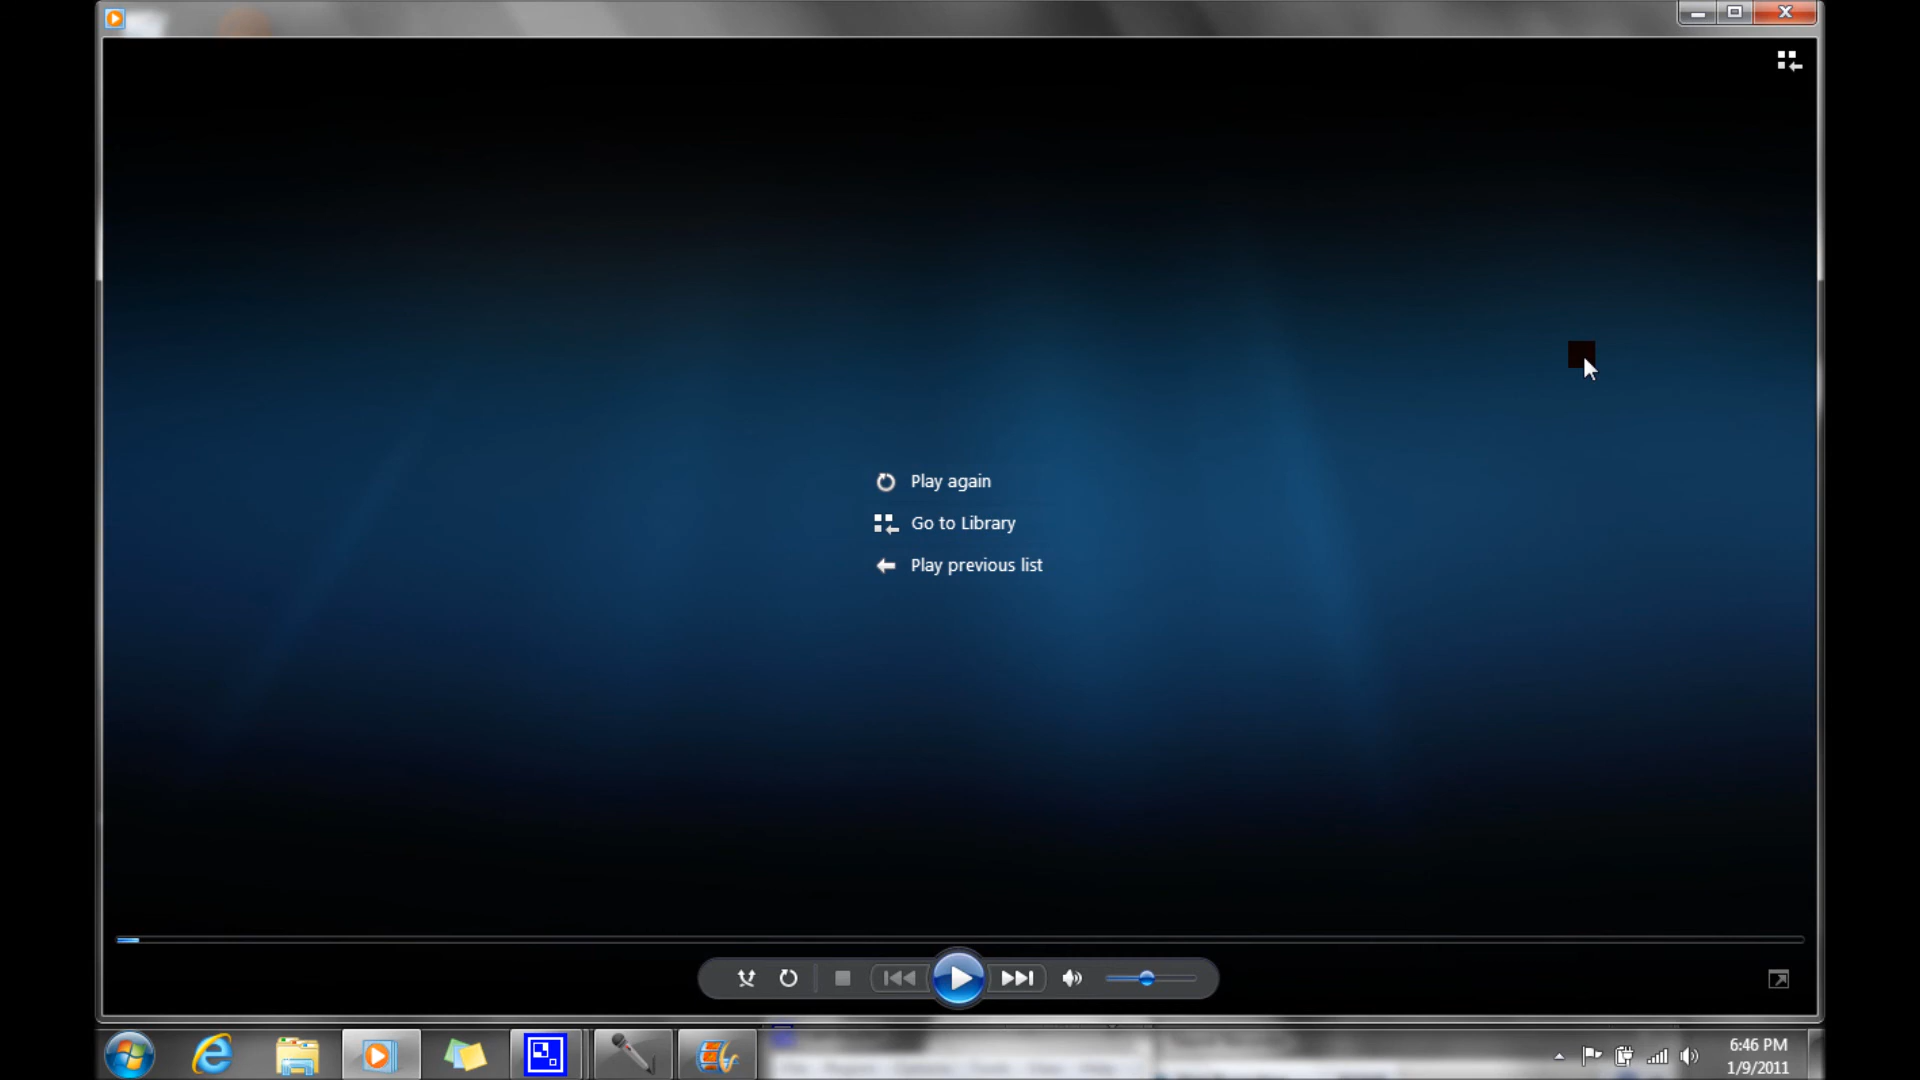 Play again
Go to Library
Play previous list
6:46 PM
1/9/2011